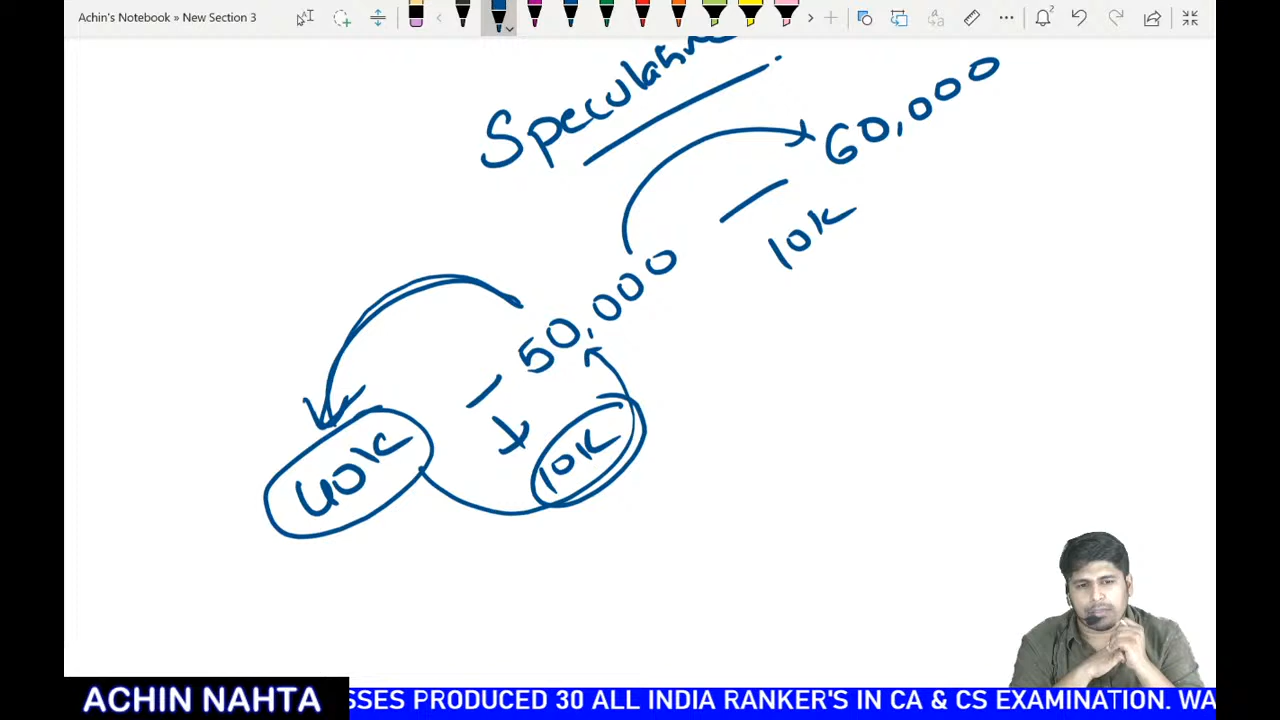 Achin's Notebook » New Section 3
60,000
10K
50,000
10K
40K
ACHIN NAHTA
SSES PRODUCED 30 ALL INDIA RANKER'S IN CA & CS EXAMINATION. WA